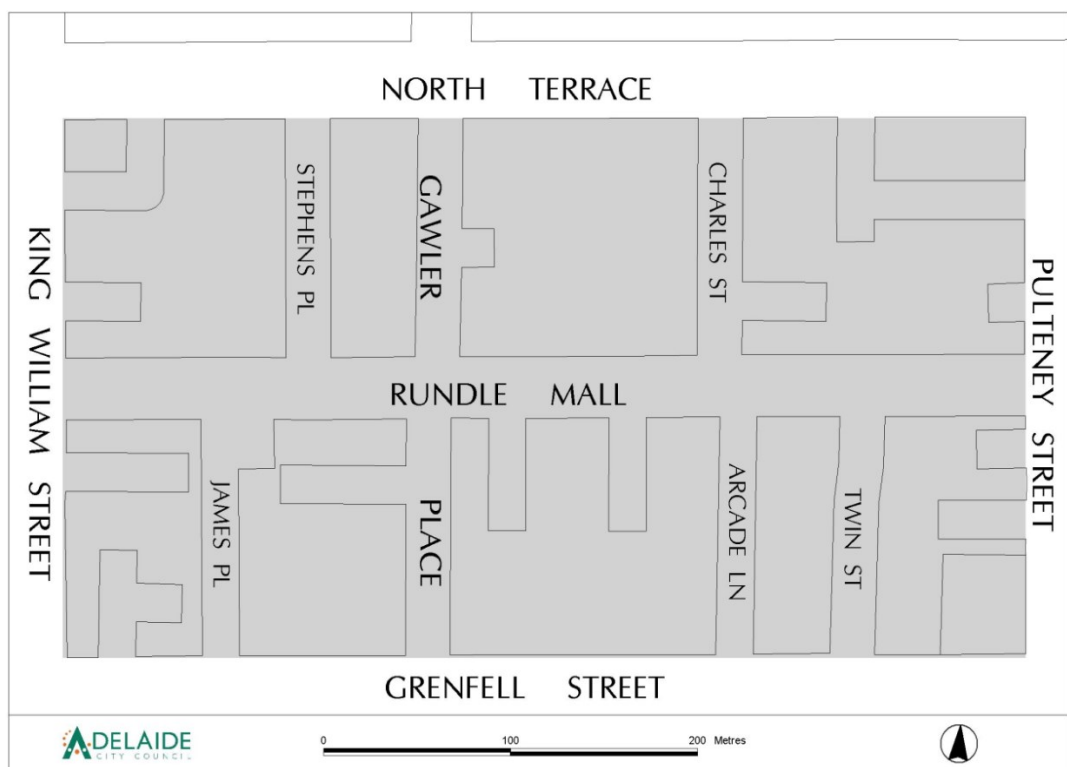 NORTH TERRACE
KING WILLIAM STREET
STEPHENS PL
GAWLER
CHARLES ST
PULTENEY STREET
RUNDLE MALL
JAMES PL
PLACE
ARCADE LN
TWIN ST
GRENFELL STREET
ADELAIDE
CITY COUNCIL
0 100 200 Metres